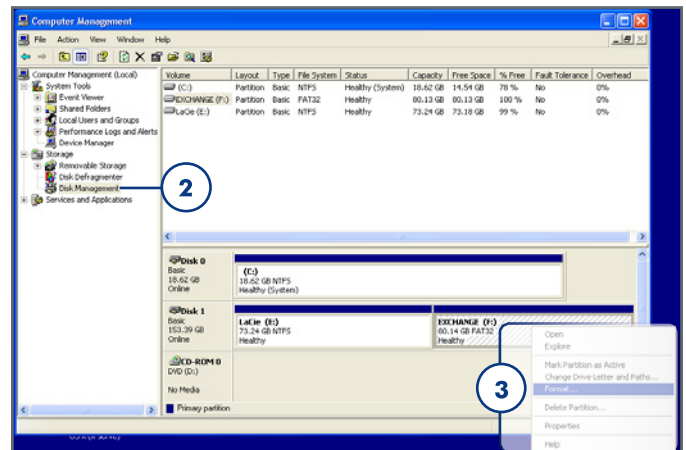 Computer Management
File Action View Window Help
Computer Management (Local)
System Tools
Event Viewer
Shared Folders
Local Users and Groups
Performance Logs and Alerts
Device Manager
Storage
Removable Storage
Disk Defragmenter
Disk Management
Services and Applications
2
Volume Layout Type File System Status Capacity Free Space % Free Fault Tolerance Overhead
(C:) Partition Basic NTFS Healthy (System) 18.62 GB 14.54 GB 78 % No 0%
EXCHANGE (F:) Partition Basic FAT32 Healthy 80.13 GB 80.13 GB 100 % No 0%
LaCie (E:) Partition Basic NTFS Healthy 73.24 GB 73.18 GB 99 % No 0%
Disk 0
Basic
18.62 GB
Online
(C:)
18.62 GB NTFS
Healthy (System)
Disk 1
Basic
153.39 GB
Online
LaCie (E:)
73.24 GB NTFS
Healthy
EXCHANGE (F:)
80.14 GB FAT32
Healthy
CD-ROM 0
DVD (D:)
No Media
Primary partition
3
Open
Explore
Mark Partition as Active
Change Drive Letter and Paths...
Format...
Delete Partition...
Properties
Help